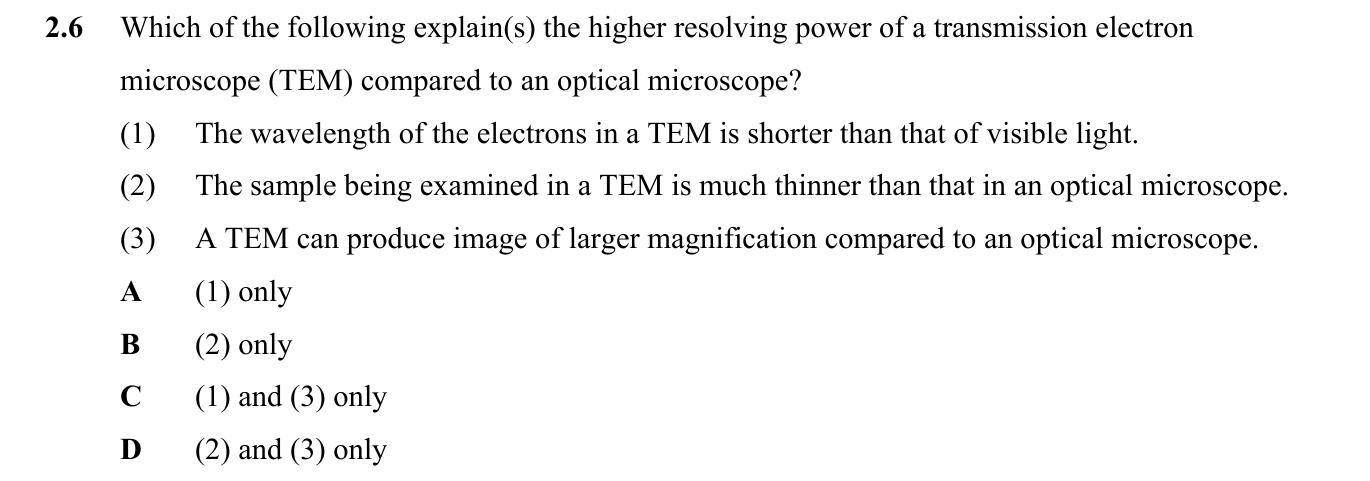 2.6 Which of the following explain(s) the higher resolving power of a transmission electron
microscope (TEM) compared to an optical microscope?
(1) The wavelength of the electrons in a TEM is shorter than that of visible light.
(2) The sample being examined in a TEM is much thinner than that in an optical microscope.
(3) A TEM can produce image of larger magnification compared to an optical microscope.
A (1) only
B (2) only
C (1) and (3) only
D (2) and (3) only